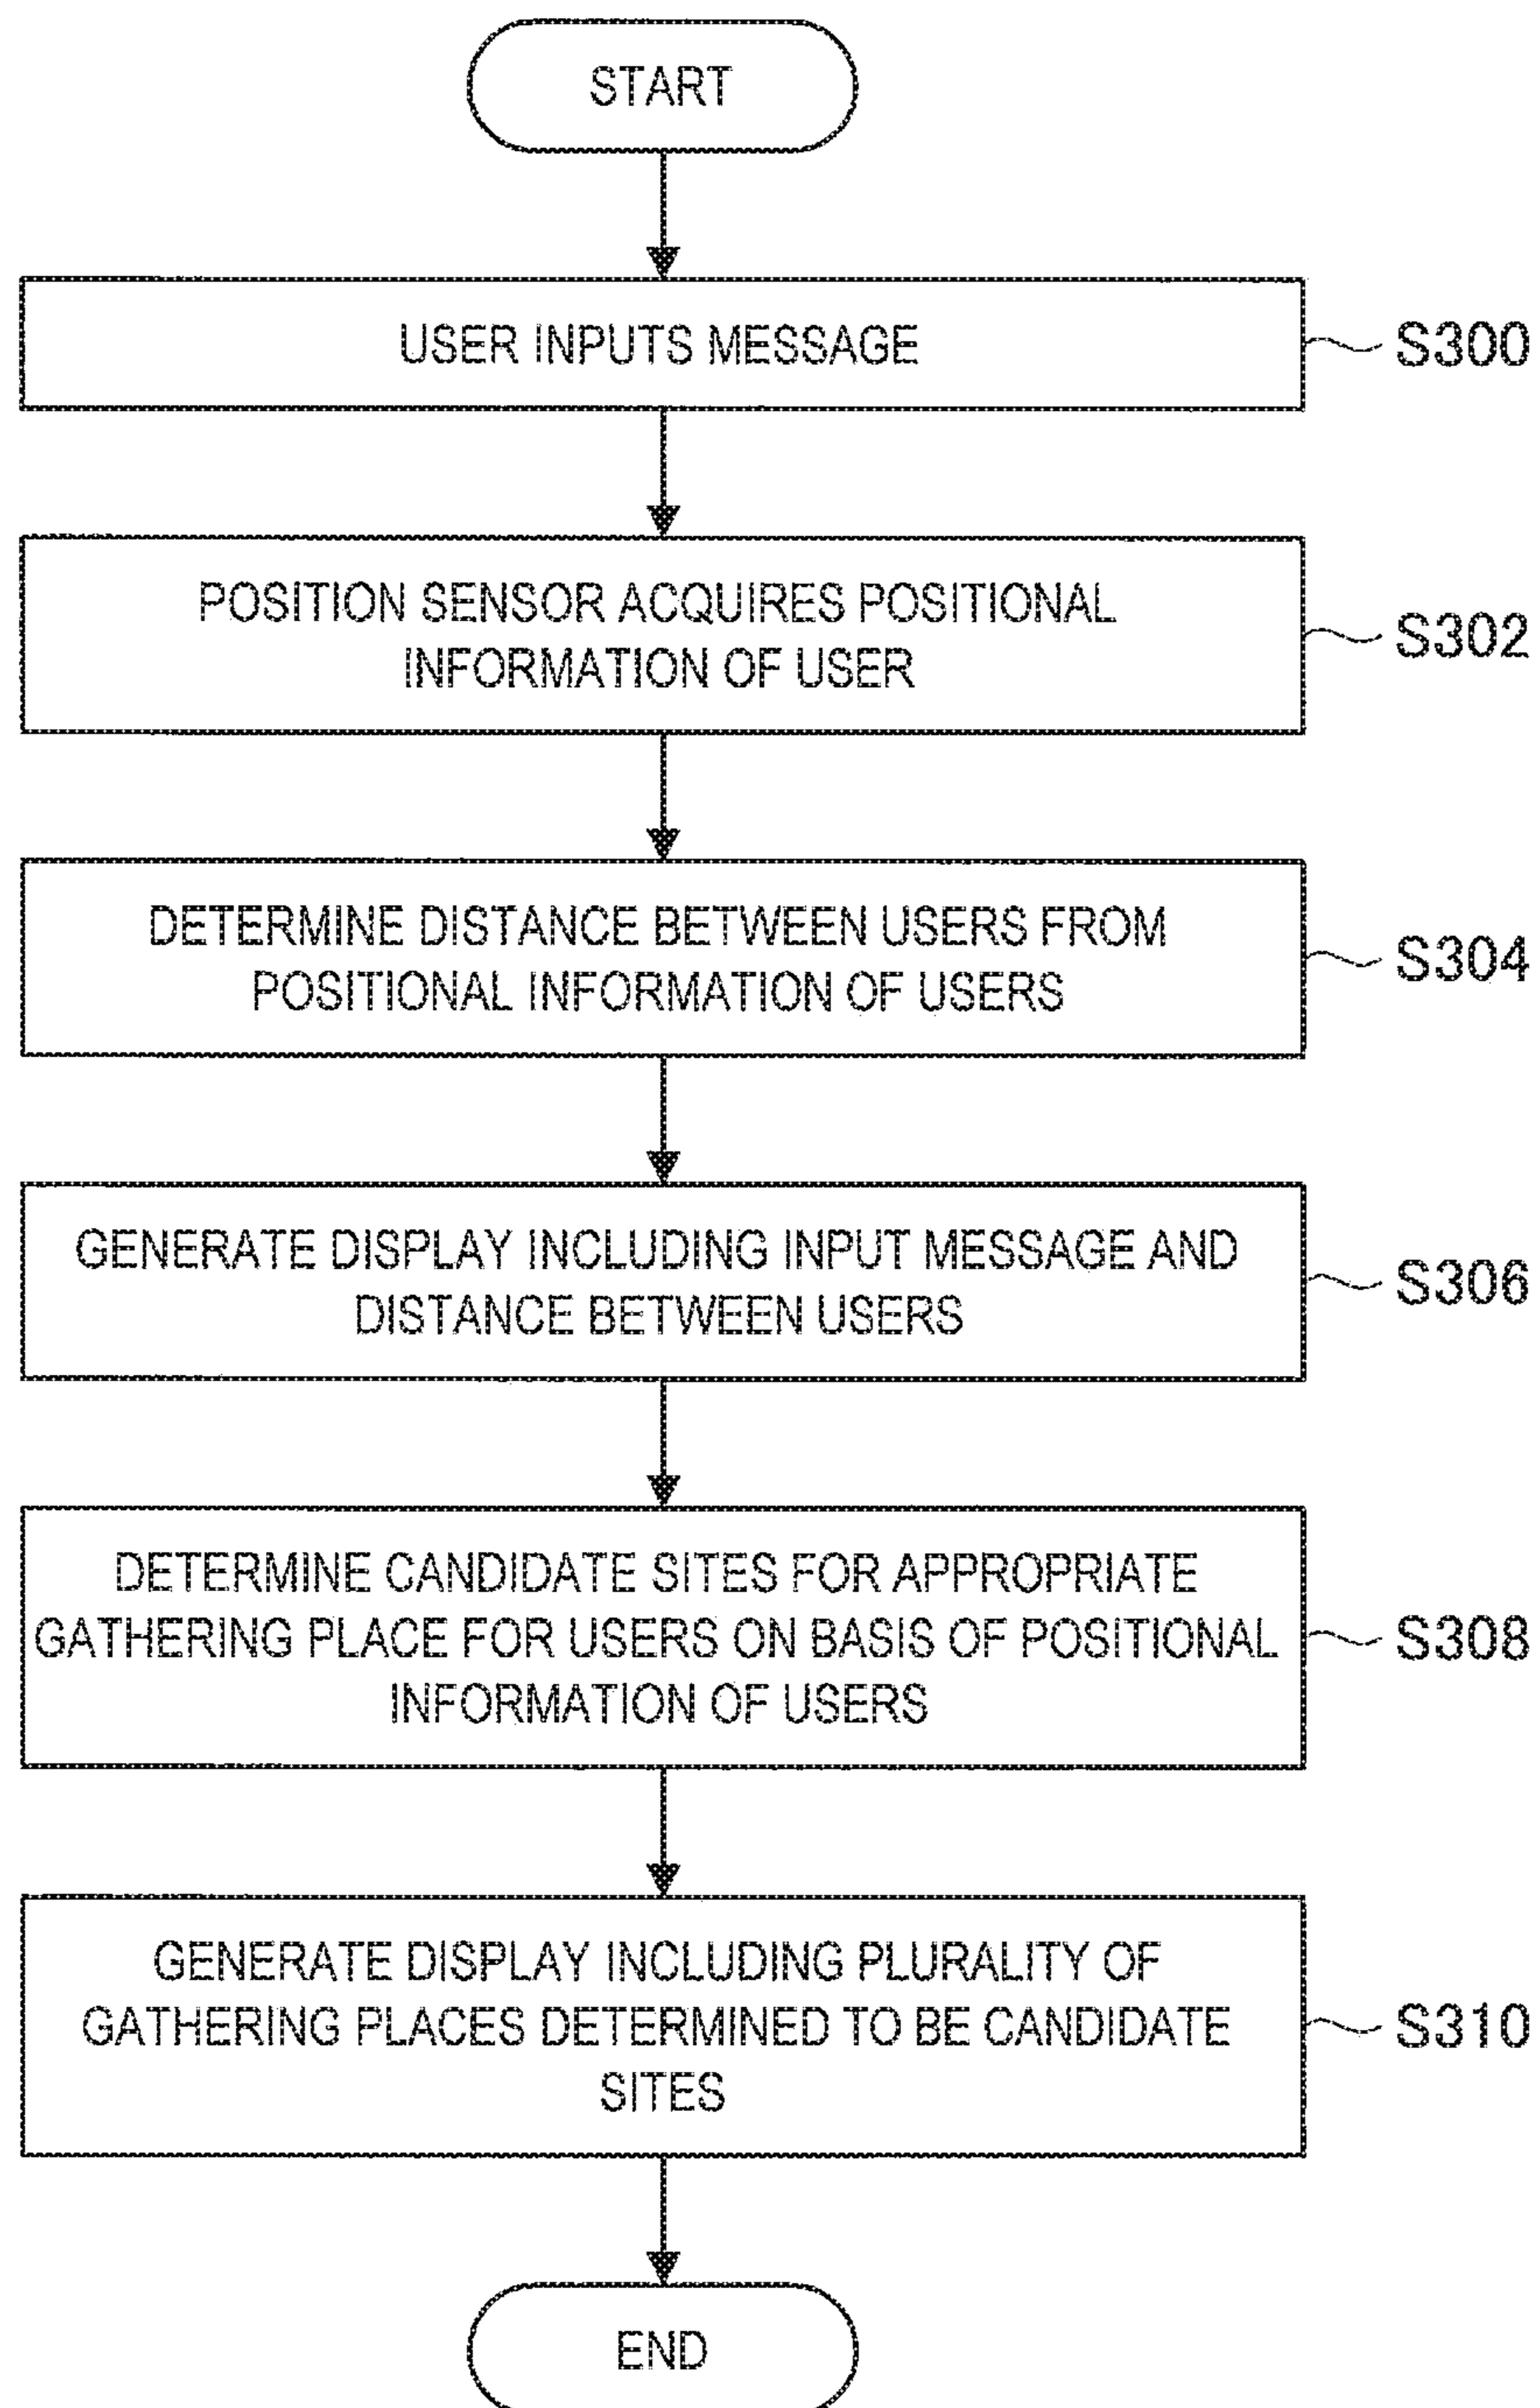 START
USER INPUTS MESSAGE
S300
POSITION SENSOR ACQUIRES POSITIONAL
INFORMATION OF USER
S302
DETERMINE DISTANCE BETWEEN USERS FROM
POSITIONAL INFORMATION OF USERS
S304
GENERATE DISPLAY INCLUDING INPUT MESSAGE AND
DISTANCE BETWEEN USERS
S306
DETERMINE CANDIDATE SITES FOR APPROPRIATE
GATHERING PLACE FOR USERS ON BASIS OF POSITIONAL
INFORMATION OF USERS
S308
GENERATE DISPLAY INCLUDING PLURALITY OF
GATHERING PLACES DETERMINED TO BE CANDIDATE
SITES
S310
END